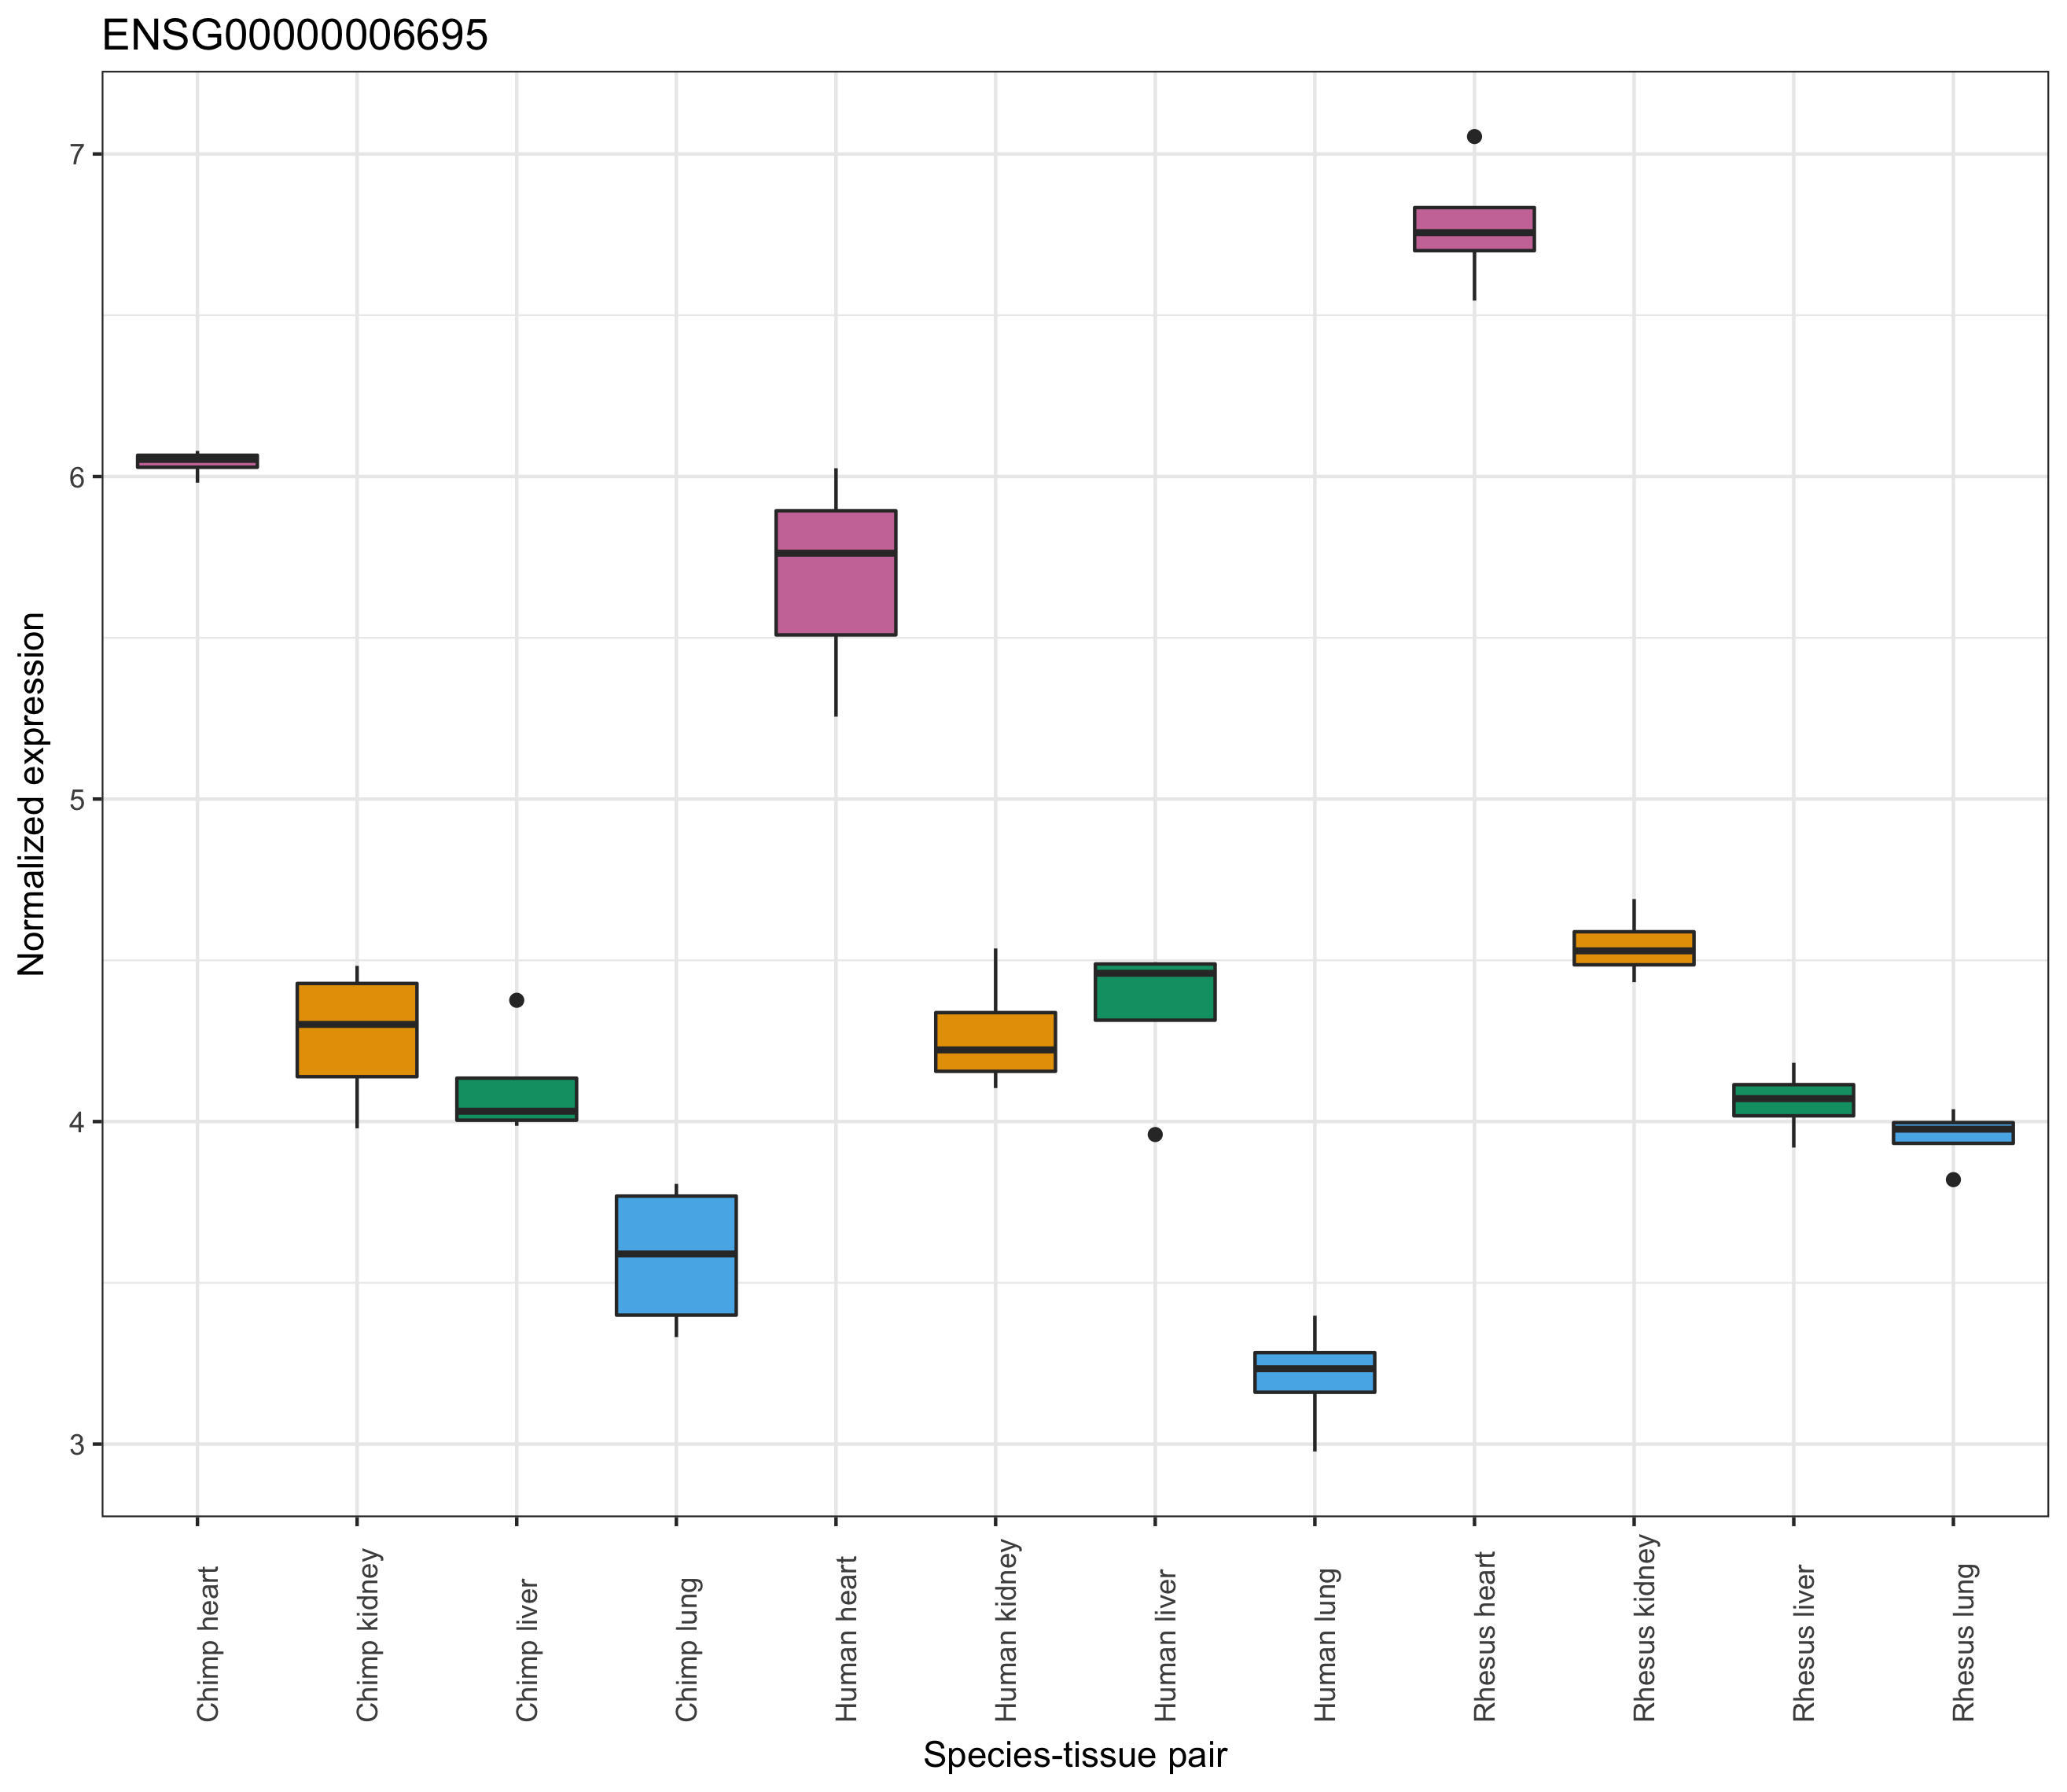 ENSG00000006695
Normalized expression
7
6
5
4
3
Chimp heart
Chimp kidney
Chimp liver
Chimp lung
Human heart
Human kidney
Human liver
Human lung
Rhesus heart
Rhesus kidney
Rhesus liver
Rhesus lung
Species-tissue pair